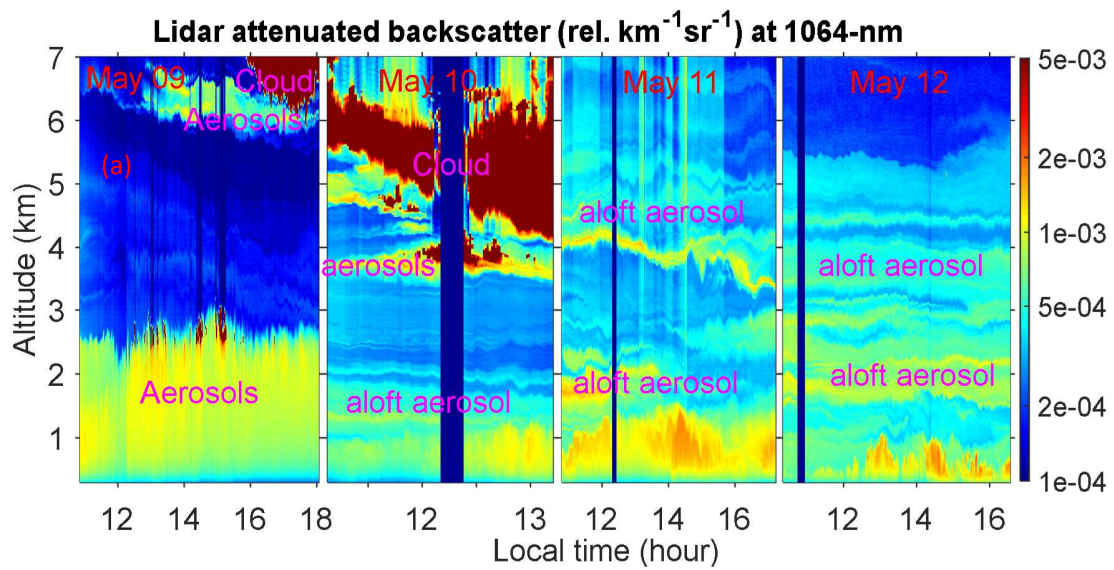 Lidar attenuated backscatter (rel. km⁻¹sr⁻¹) at 1064-nm
7
6
5
4
3
2
1
Altitude (km)
May 09
Cloud
Aerosols
(a)
Aerosols
May 10
Cloud
aerosols
aloft aerosol
May 11
aloft aerosol
aloft aerosol
May 12
aloft aerosol
aloft aerosol
5e-03
2e-03
1e-03
5e-04
2e-04
1e-04
12 14 16 18 12 13 12 14 16 12 14 16
Local time (hour)